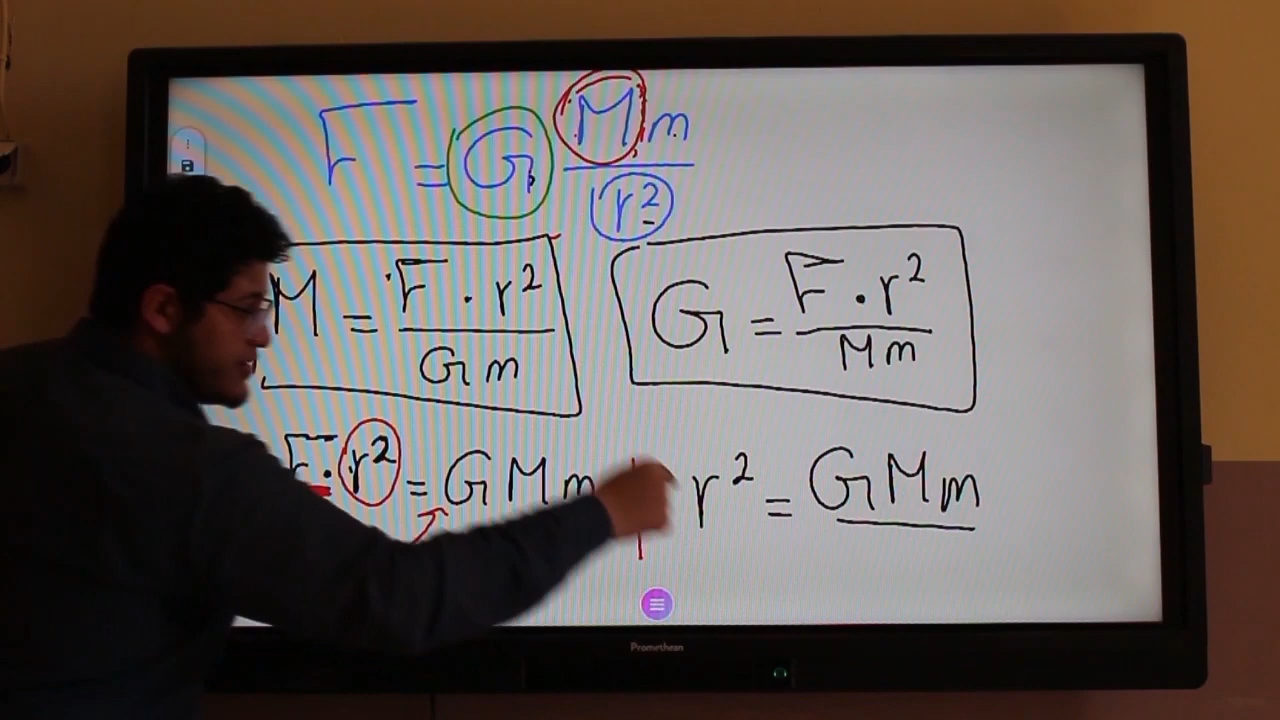 F = G Mm / r²
M = F · r² / Gm
G = F · r² / Mm
F · r² = GMm
r² = GMm
Promethean